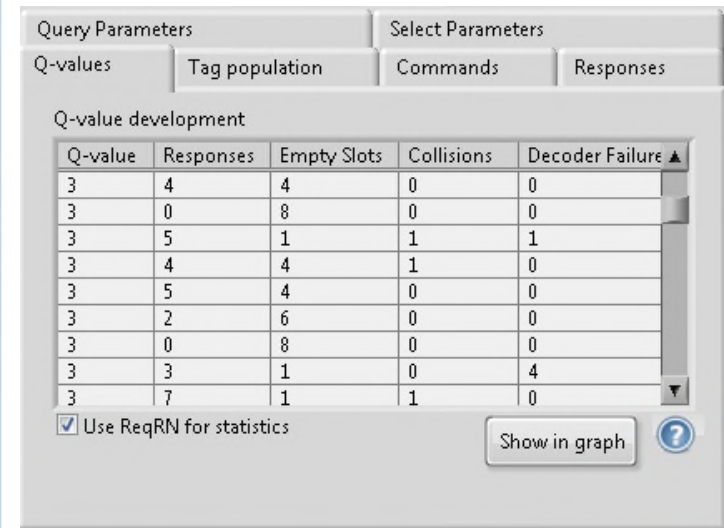 Query Parameters Select Parameters
Q-values Tag population Commands Responses
Q-value development
Q-value Responses Empty Slots Collisions Decoder Failure
3 4 4 0 0
3 0 8 0 0
3 5 1 1 1
3 4 4 1 0
3 5 4 0 0
3 2 6 0 0
3 0 8 0 0
3 3 1 0 4
3 7 1 1 0
Use ReqRN for statistics
Show in graph ?